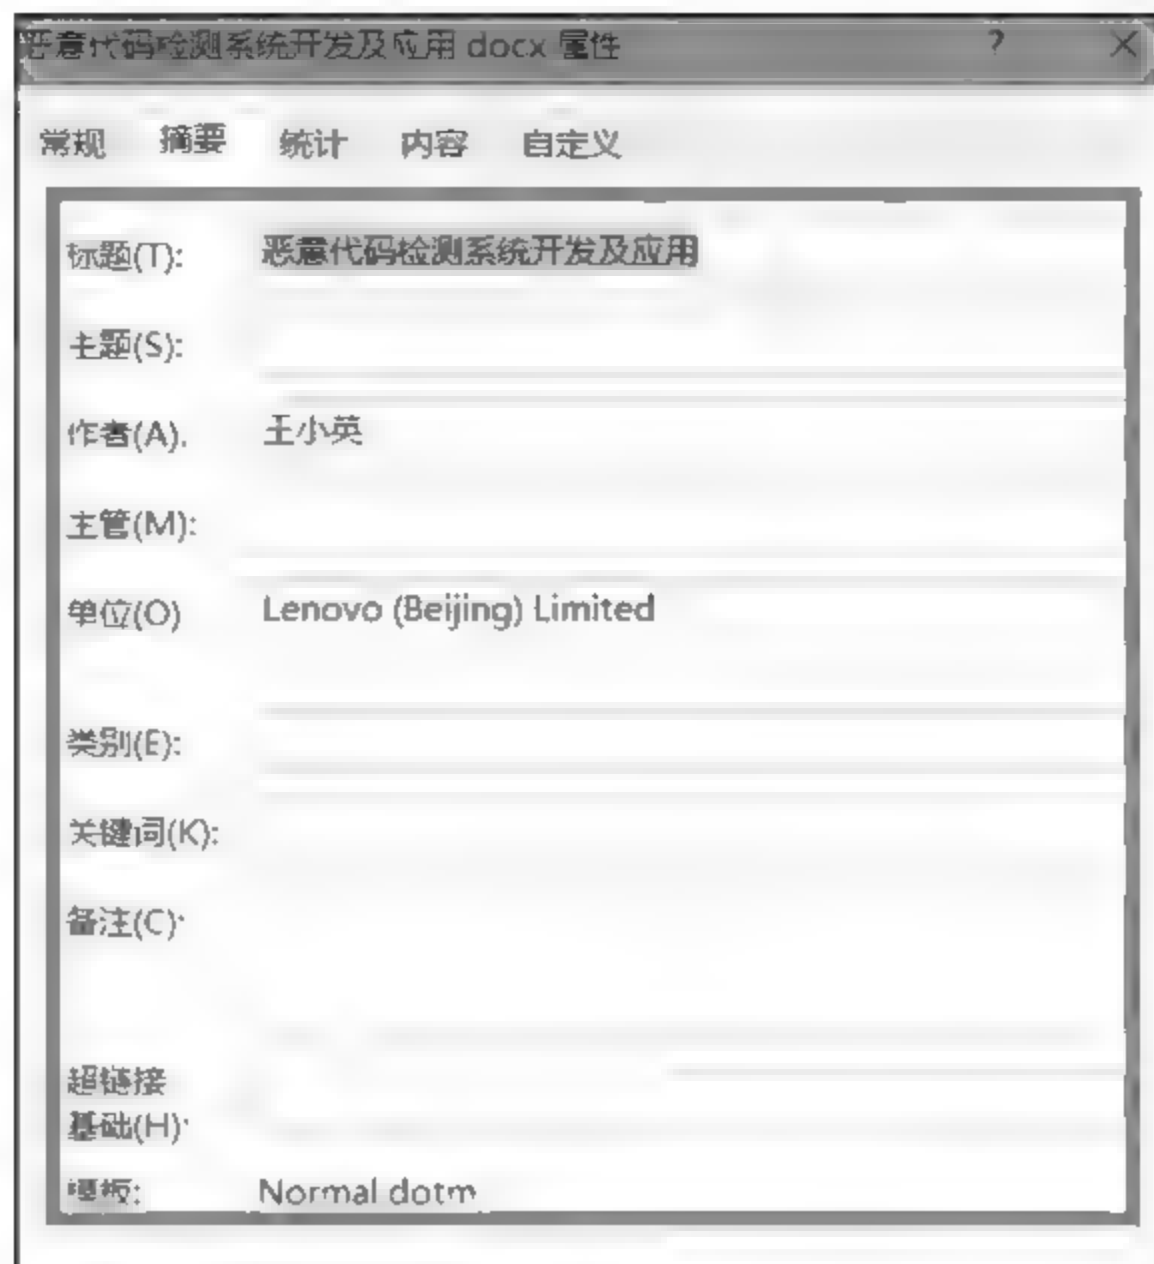 恶意代码检测系统开发及应用 docx 属性 ? ×
常规 摘要 统计 内容 自定义
标题(T): 恶意代码检测系统开发及应用
主题(S):
作者(A). 王小英
主管(M):
单位(O) Lenovo (Beijing) Limited
类别(E):
关键词(K):
备注(C):
超链接
基础(H):
模板: Normal dotm